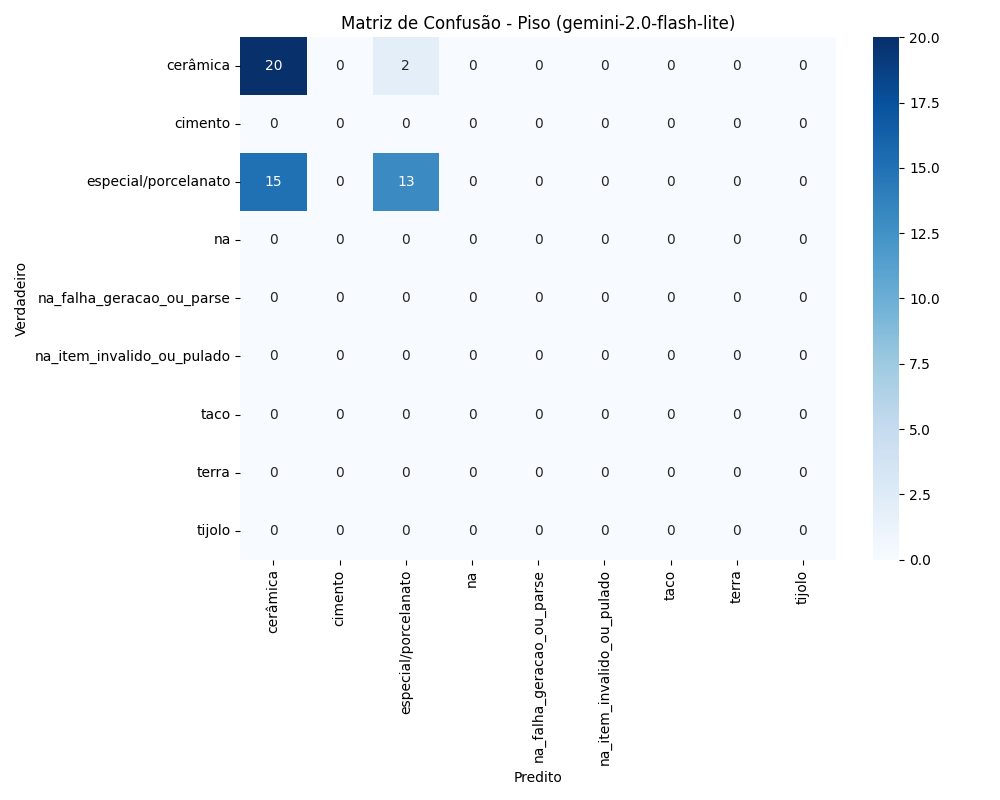 Matriz de Confusão - Piso (gemini-2.0-flash-lite)
cerâmica 20 0 2 0 0 0 0 0 0
cimento 0 0 0 0 0 0 0 0 0
especial/porcelanato 15 0 13 0 0 0 0 0 0
na 0 0 0 0 0 0 0 0 0
na_falha_geracao_ou_parse 0 0 0 0 0 0 0 0 0
na_item_invalido_ou_pulado 0 0 0 0 0 0 0 0 0
taco 0 0 0 0 0 0 0 0 0
terra 0 0 0 0 0 0 0 0 0
tijolo 0 0 0 0 0 0 0 0 0
Verdadeiro
cerâmica
cimento
especial/porcelanato
na
na_falha_geracao_ou_parse
na_item_invalido_ou_pulado
taco
terra
tijolo
Predito
20.0
17.5
15.0
12.5
10.0
7.5
5.0
2.5
0.0